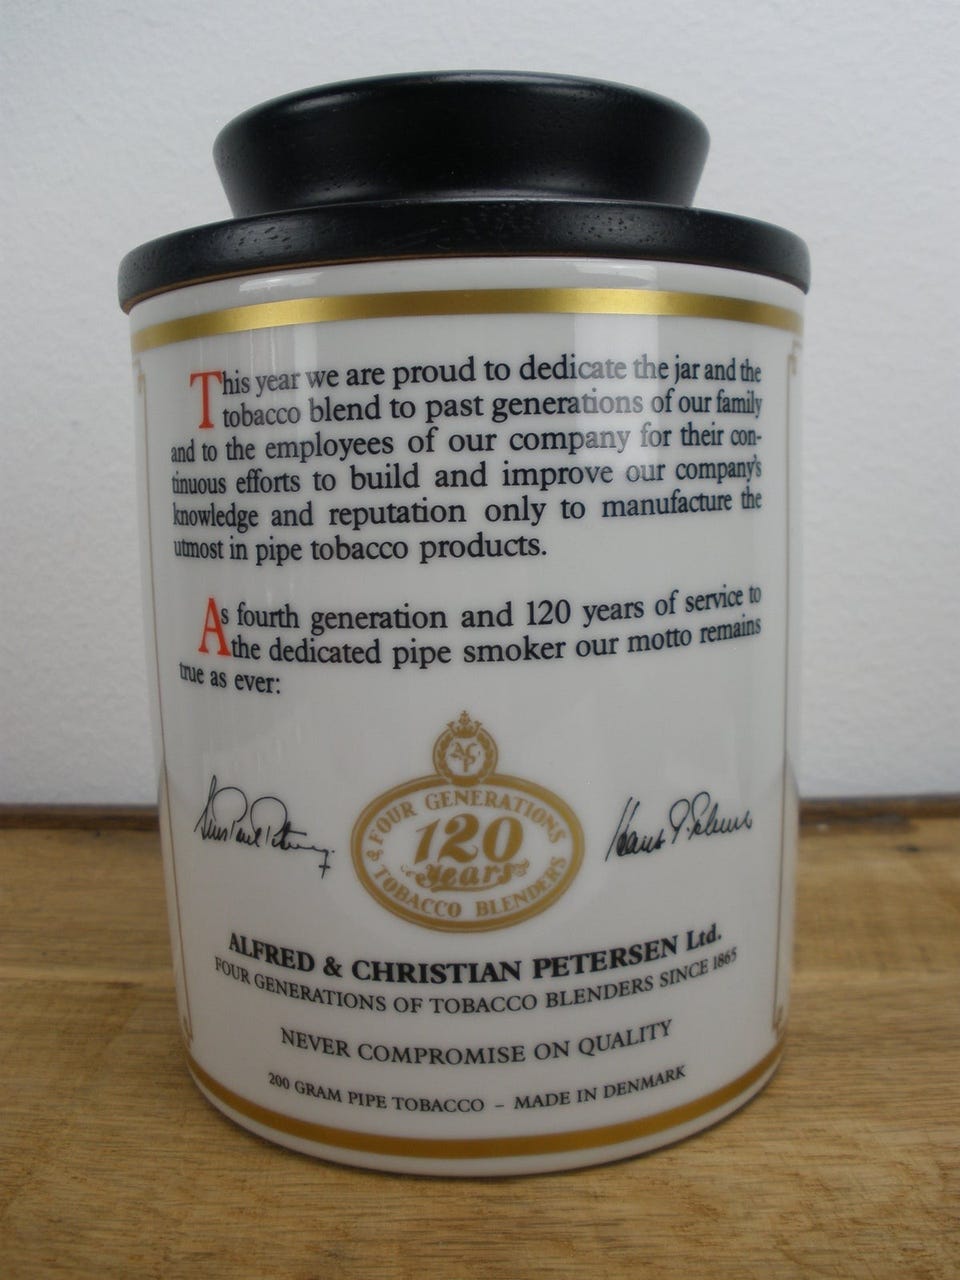 This year we are proud to dedicate the jar and the
tobacco blend to past generations of our family
and to the employees of our company for their con-
tinuous efforts to build and improve our company's
knowledge and reputation only to manufacture the
utmost in pipe tobacco products.
As fourth generation and 120 years of service to
the dedicated pipe smoker our motto remains
true as ever:
FOUR GENERATIONS
120
years
TOBACCO BLENDERS
ALFRED & CHRISTIAN PETERSEN Ltd.
FOUR GENERATIONS OF TOBACCO BLENDERS SINCE 1865
NEVER COMPROMISE ON QUALITY
200 GRAM PIPE TOBACCO – MADE IN DENMARK